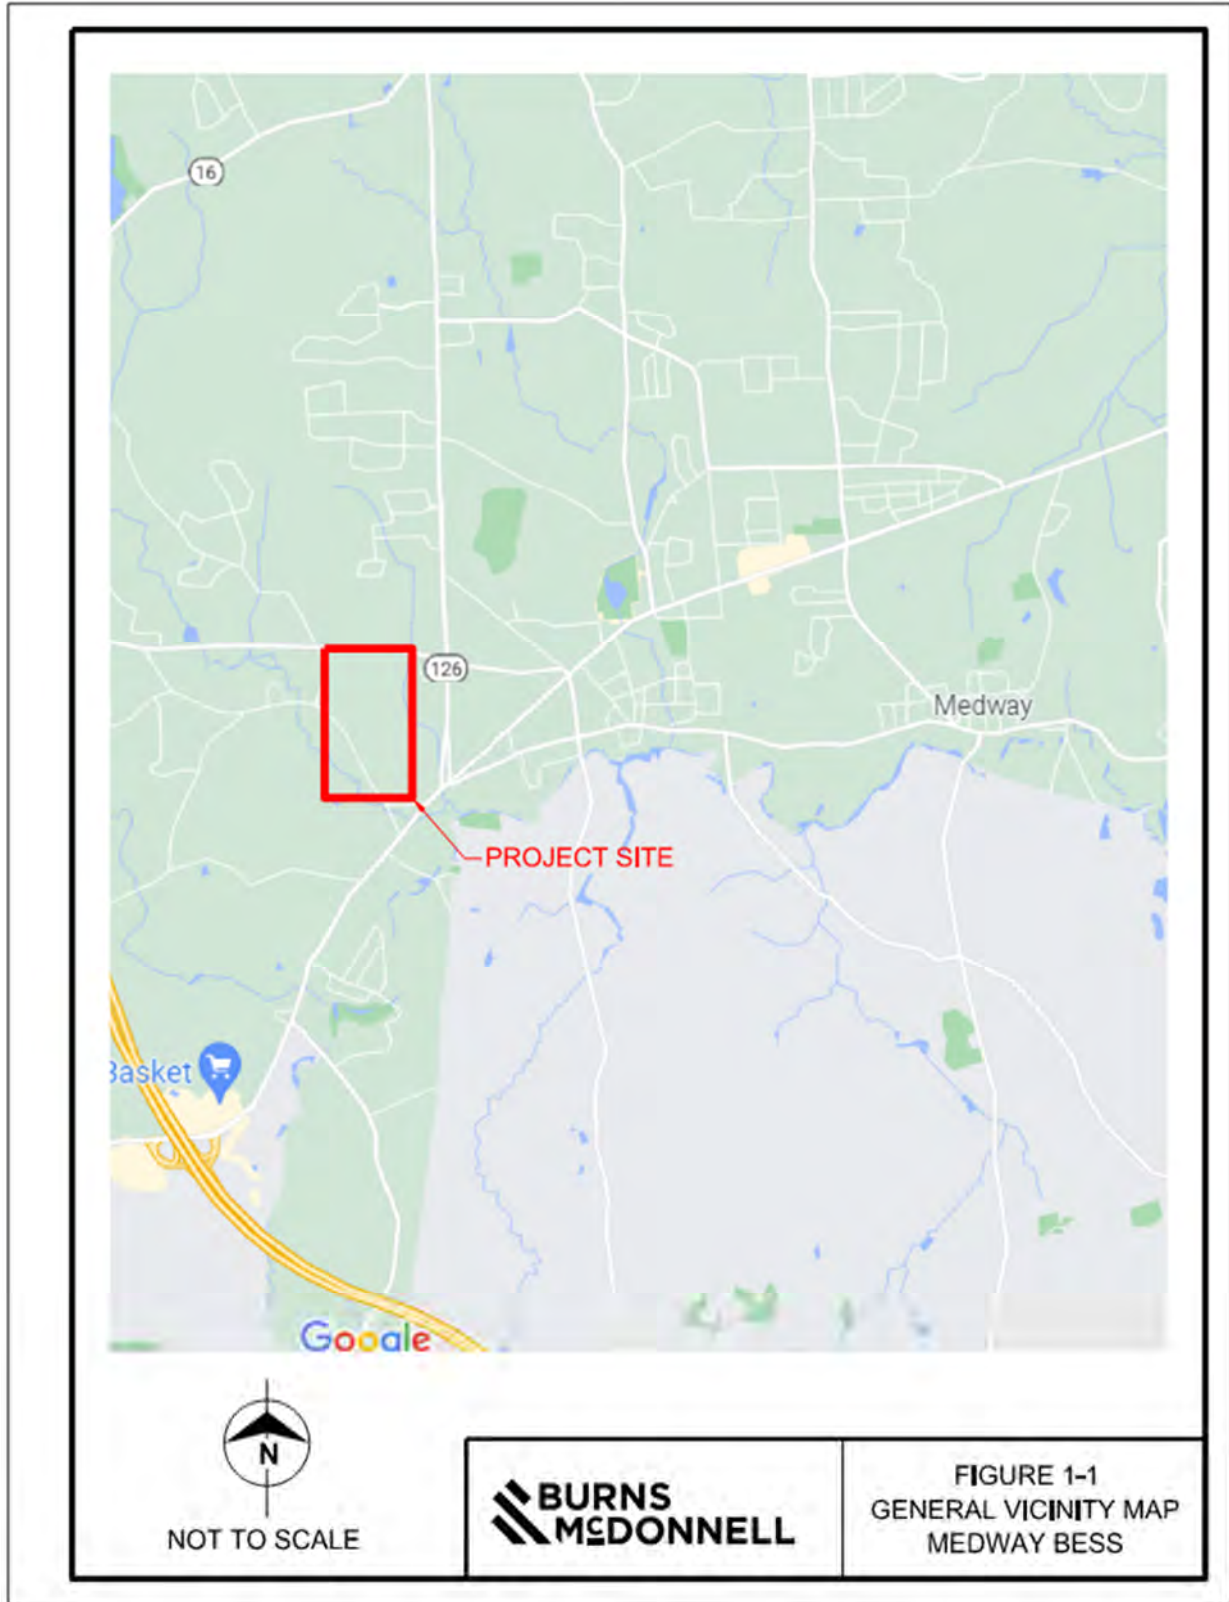 16
126
Medway
PROJECT SITE
Basket
Google
N
NOT TO SCALE
BURNS
McDONNELL
FIGURE 1-1
GENERAL VICINITY MAP
MEDWAY BESS